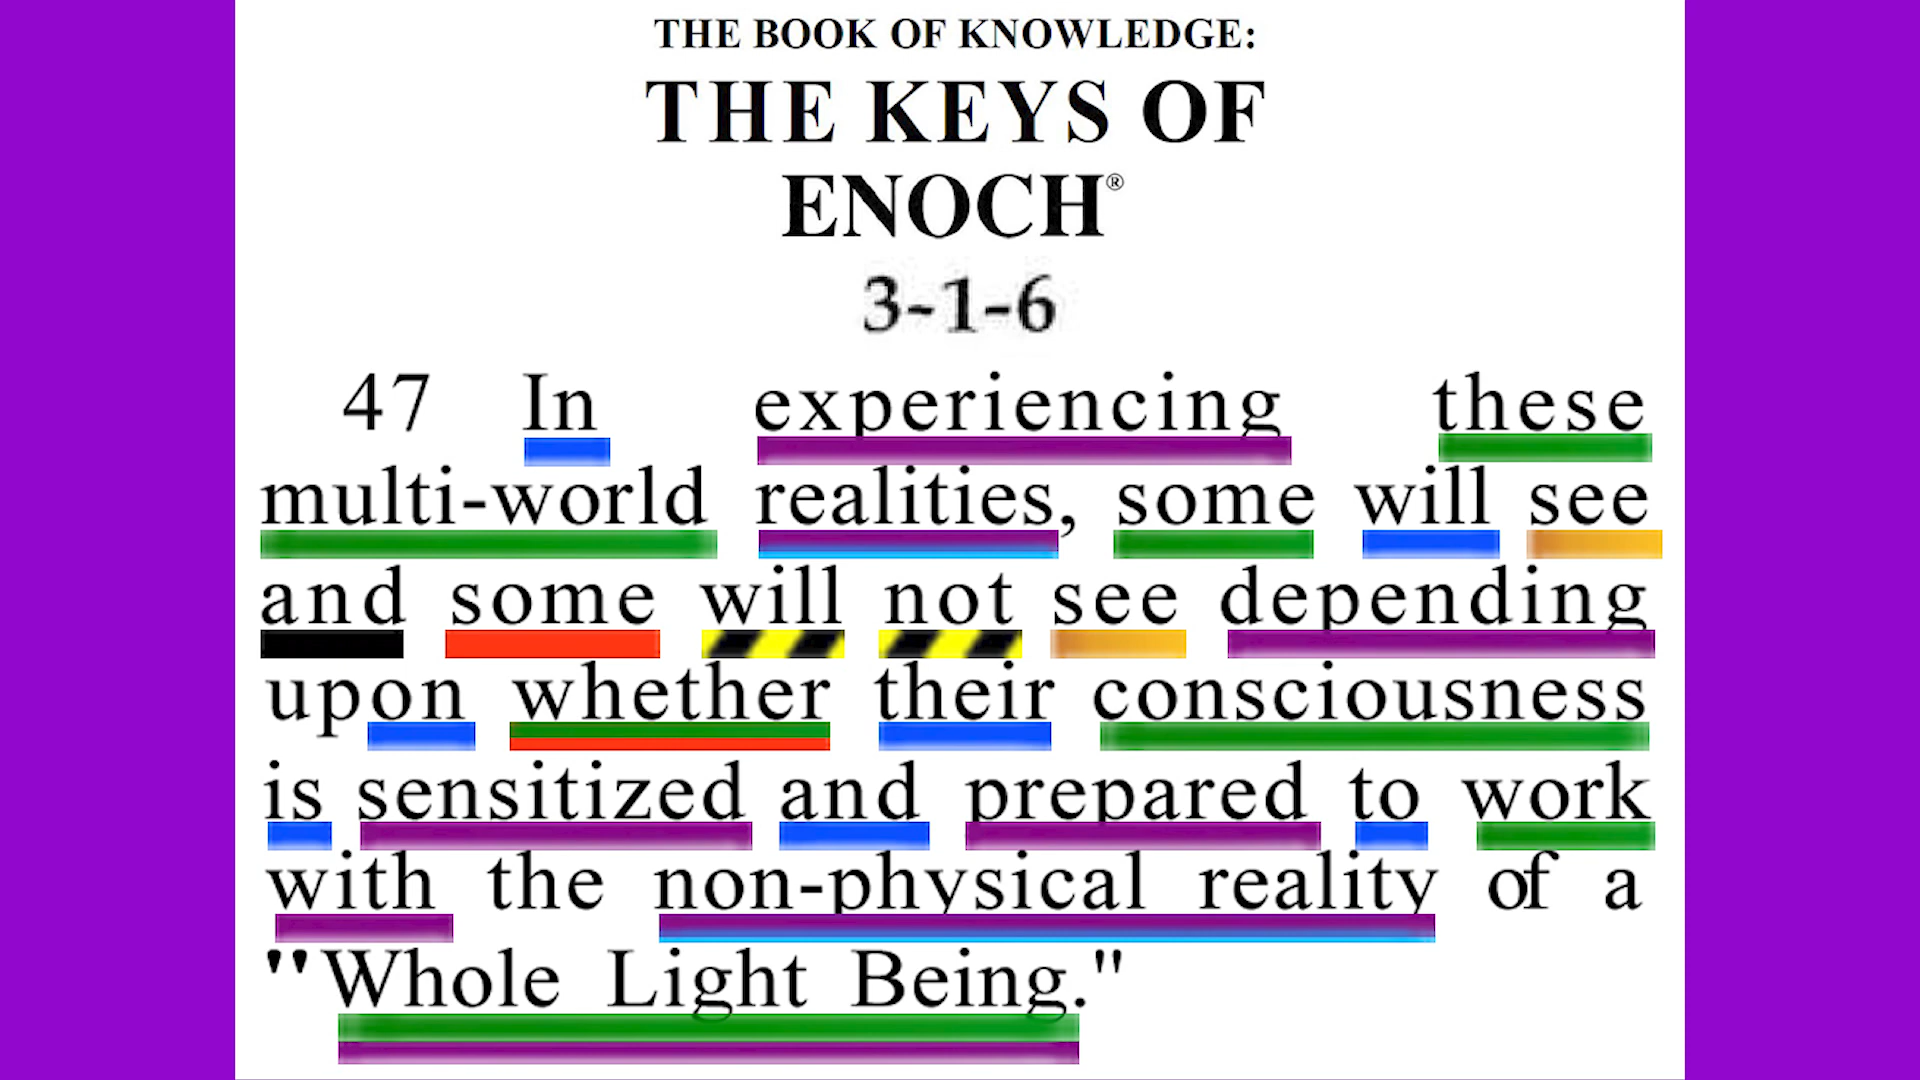 THE BOOK OF KNOWLEDGE:
THE KEYS OF
ENOCH®
3-1-6
47 In experiencing these
multi-world realities, some will see
and some will not see depending
upon whether their consciousness
is sensitized and prepared to work
with the non-physical reality of a
"Whole Light Being."